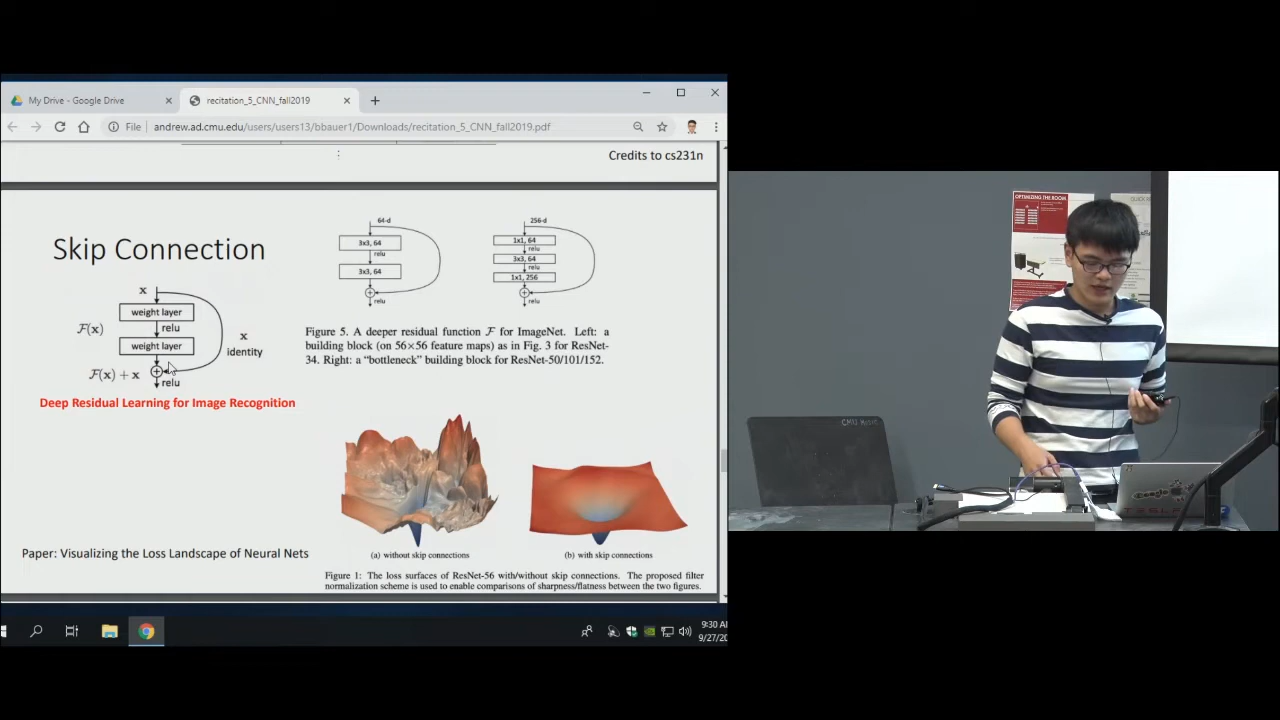 My Drive - Google Drive
recitation_5_CNN_fall2019
File
andrew.ad.cmu.edu/users/users13/bbauer1/Downloads/recitation_5_CNN_fall2019.pdf
Credits to cs231n
Skip Connection
x
weight layer
F(x)
relu
x
weight layer
identity
F(x) + x
relu
Deep Residual Learning for Image Recognition
64-d
3x3, 64
relu
3x3, 64
relu
256-d
1x1, 64
relu
3x3, 64
relu
1x1, 256
relu
Figure 5. A deeper residual function F for ImageNet. Left: a
building block (on 56×56 feature maps) as in Fig. 3 for ResNet-
34. Right: a “bottleneck” building block for ResNet-50/101/152.
(a) without skip connections
(b) with skip connections
Paper: Visualizing the Loss Landscape of Neural Nets
Figure 1: The loss surfaces of ResNet-56 with/without skip connections. The proposed filter
normalization scheme is used to enable comparisons of sharpness/flatness between the two figures.
9:30 A
9/27/20
OPTIMIZING THE ROOM
TESL